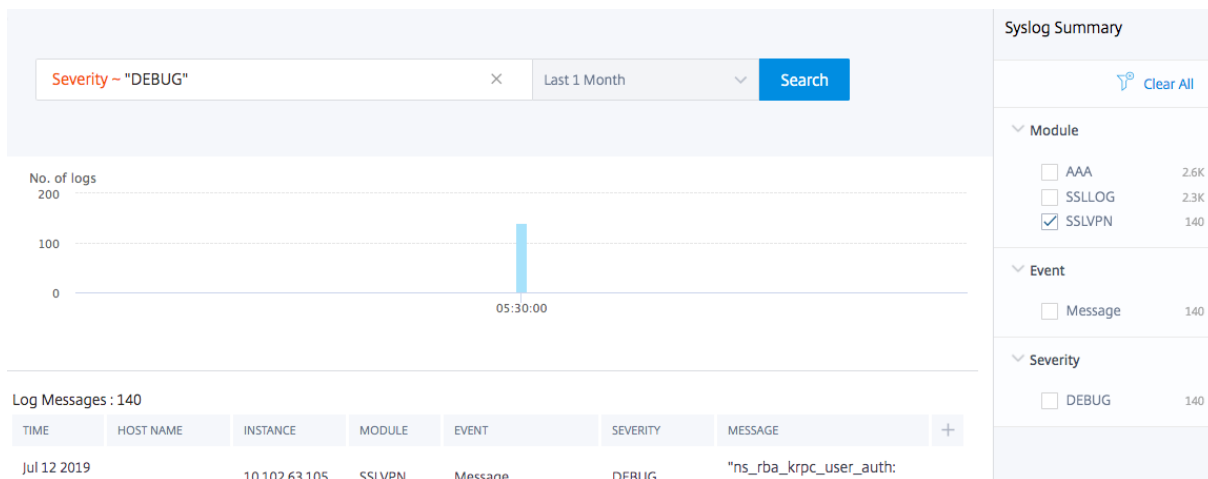 Syslog Summary
Severity ~ "DEBUG"
Last 1 Month
Search
Clear All
Module
AAA 2.6K
SSLLOG 2.3K
SSLVPN 140
Event
Message 140
Severity
DEBUG 140
No. of logs
200
100
0
05:30:00
Log Messages : 140
TIME HOST NAME INSTANCE MODULE EVENT SEVERITY MESSAGE
Jul 12 2019
"ns_rba_krpc_user_auth:
10.102.63.105 SSLVPN Message DEBUG